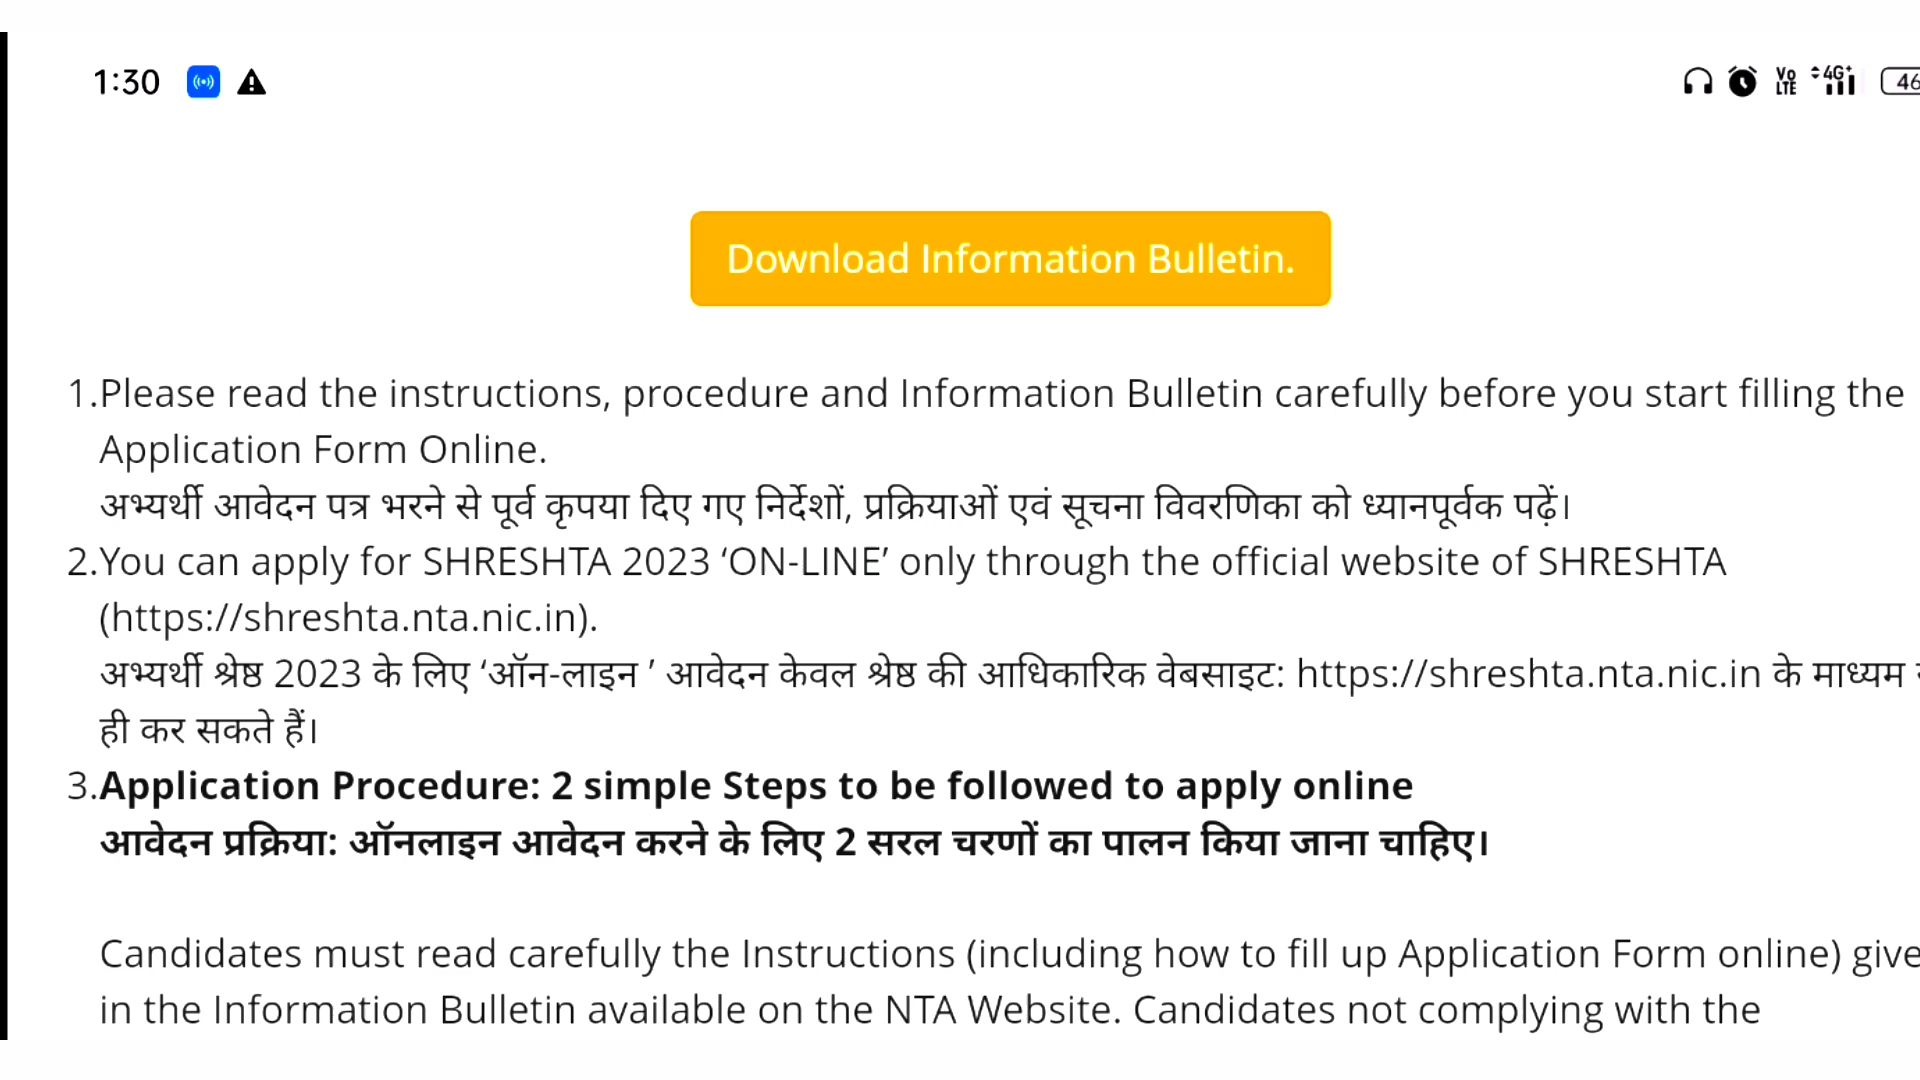 1:30
VoLTE 4G+ 46
Download Information Bulletin.
1.Please read the instructions, procedure and Information Bulletin carefully before you start filling the
Application Form Online.
अभ्यर्थी आवेदन पत्र भरने से पूर्व कृपया दिए गए निर्देशों, प्रक्रियाओं एवं सूचना विवरणिका को ध्यानपूर्वक पढ़ें।
2.You can apply for SHRESHTA 2023 ‘ON-LINE’ only through the official website of SHRESHTA
(https://shreshta.nta.nic.in).
अभ्यर्थी श्रेष्ठ 2023 के लिए ‘ऑन-लाइन ’ आवेदन केवल श्रेष्ठ की आधिकारिक वेबसाइट: https://shreshta.nta.nic.in के माध्यम
ही कर सकते हैं।
3.Application Procedure: 2 simple Steps to be followed to apply online
आवेदन प्रक्रिया: ऑनलाइन आवेदन करने के लिए 2 सरल चरणों का पालन किया जाना चाहिए।
Candidates must read carefully the Instructions (including how to fill up Application Form online) give
in the Information Bulletin available on the NTA Website. Candidates not complying with the